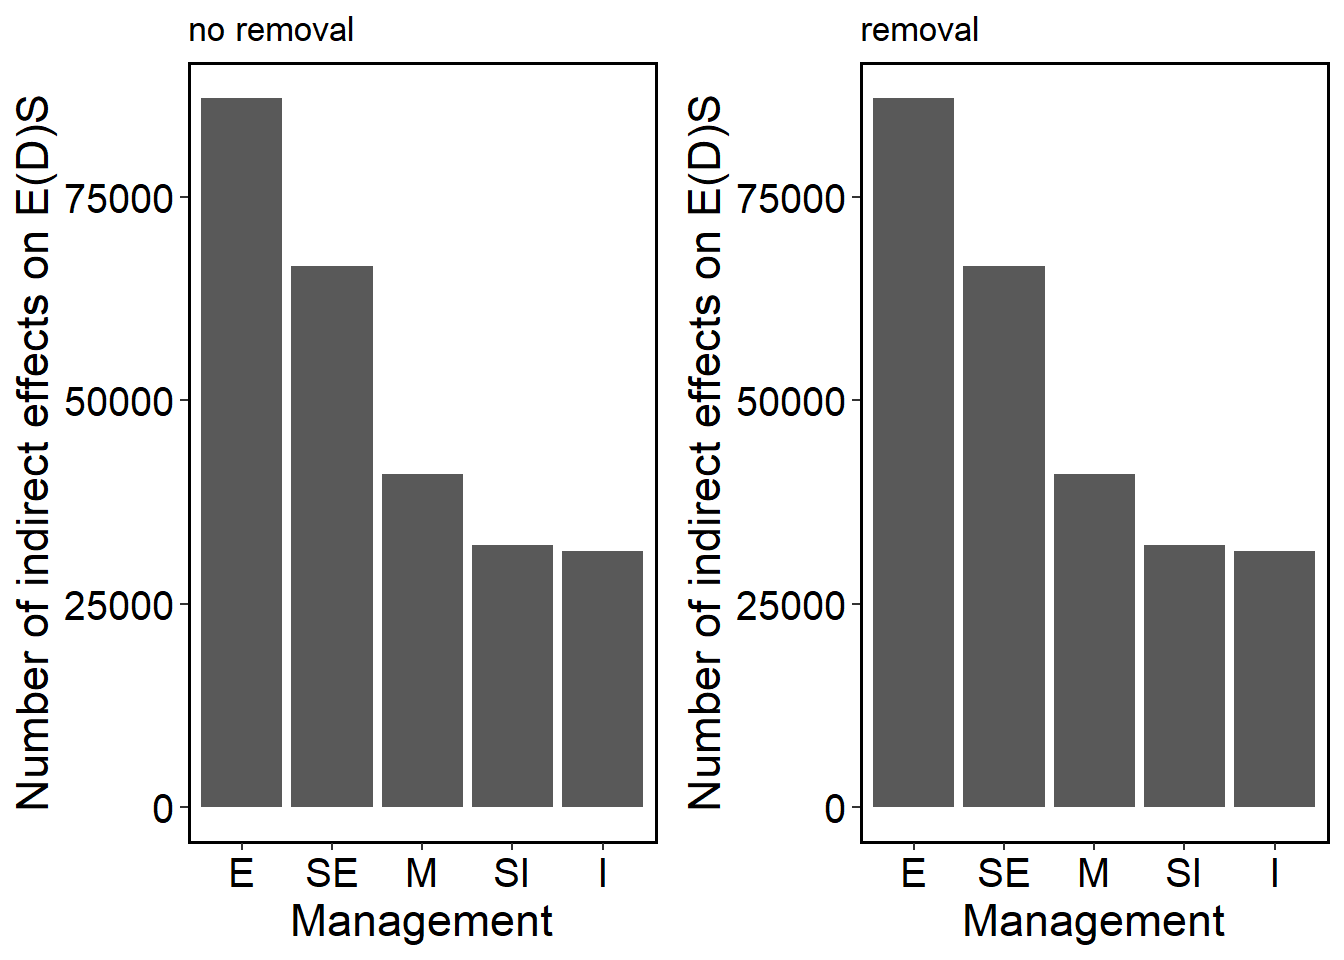 no removal
Number of indirect effects on E(D)S
75000
50000
25000
0
E SE M SI I
Management
removal
Number of indirect effects on E(D)S
75000
50000
25000
0
E SE M SI I
Management